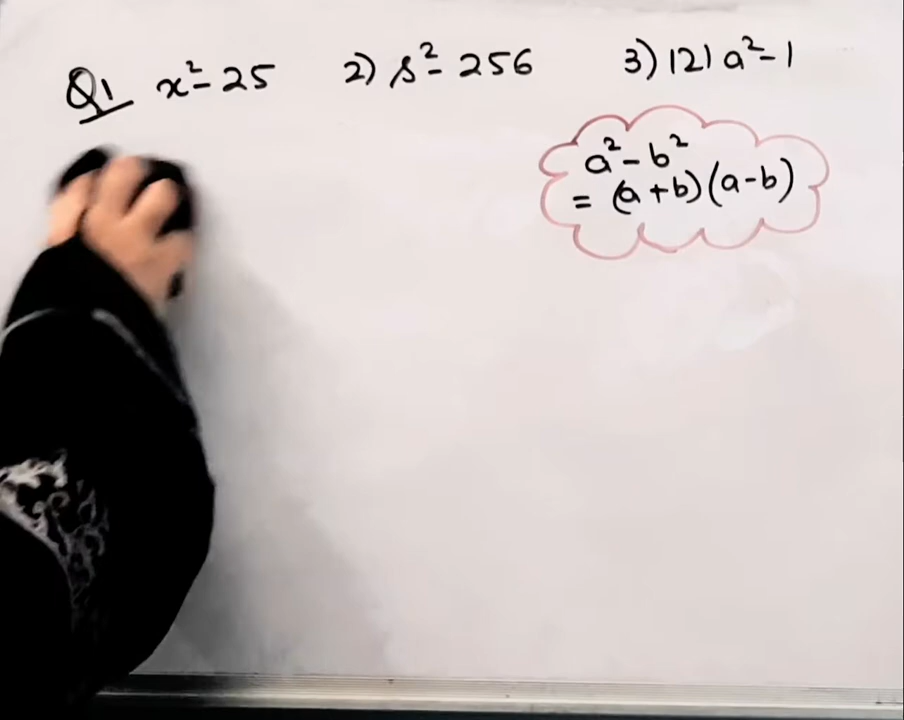 Q1 x²-25 2) s²-256 3) 121a²-1
a²-b²
= (a+b)(a-b)